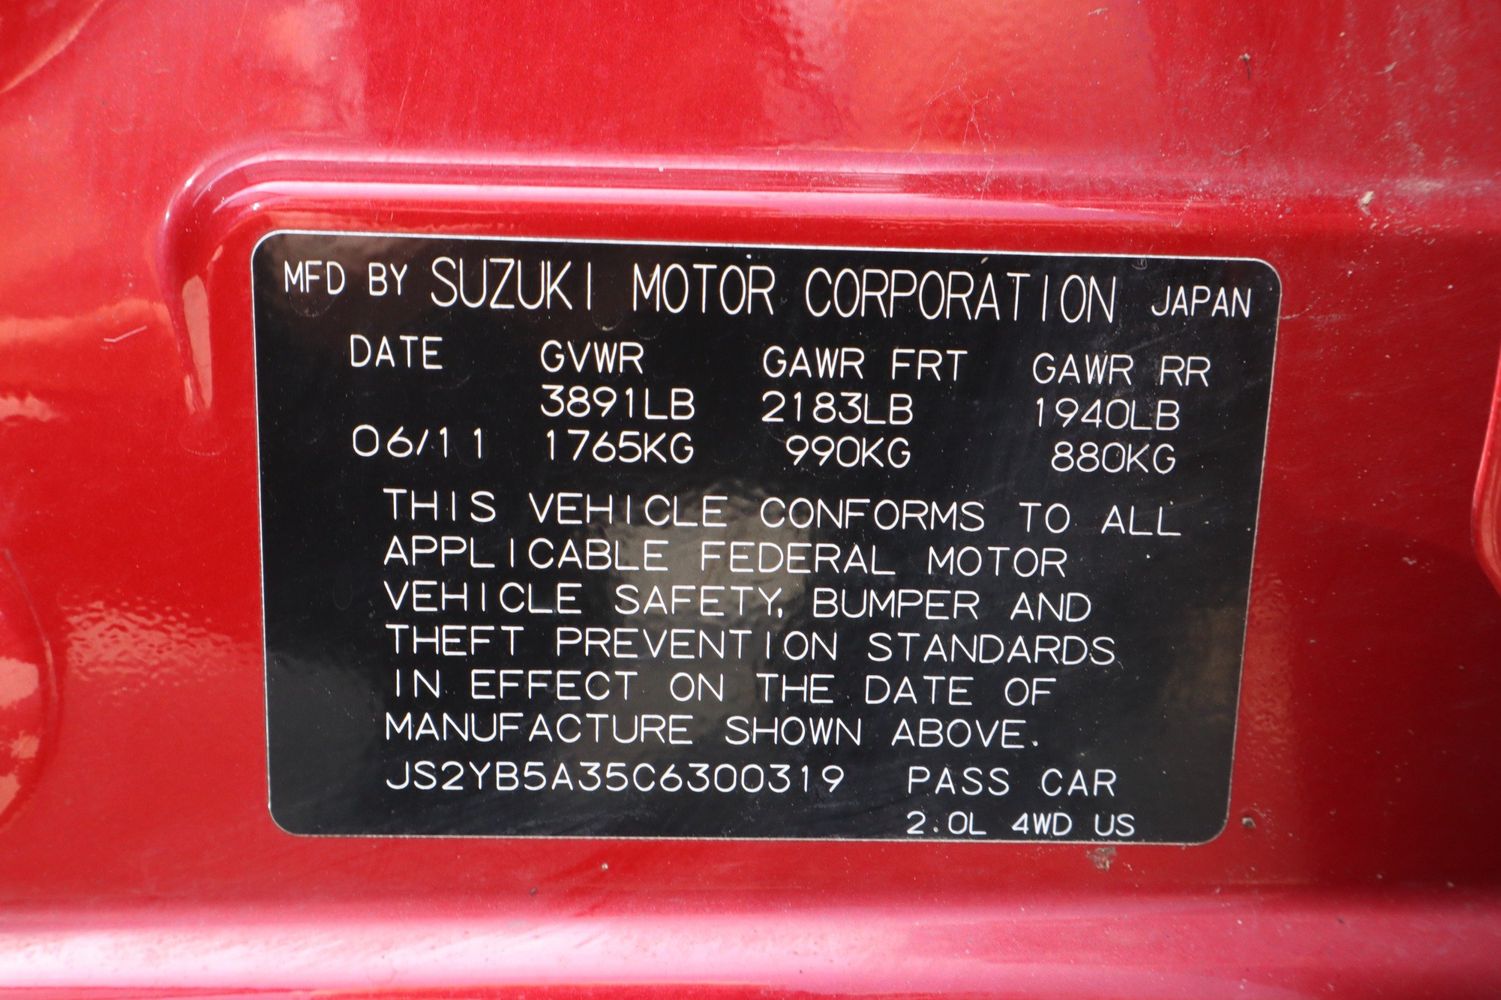 MFD BY SUZUKI MOTOR CORPORATION JAPAN
DATE GVWR GAWR FRT GAWR RR
3891LB 2183LB 1940LB
06/11 1765KG 990KG 880KG
THIS VEHICLE CONFORMS TO ALL
APPLICABLE FEDERAL MOTOR
VEHICLE SAFETY, BUMPER AND
THEFT PREVENTION STANDARDS
IN EFFECT ON THE DATE OF
MANUFACTURE SHOWN ABOVE.
JS2YB5A35C6300319 PASS CAR
2.0L 4WD US